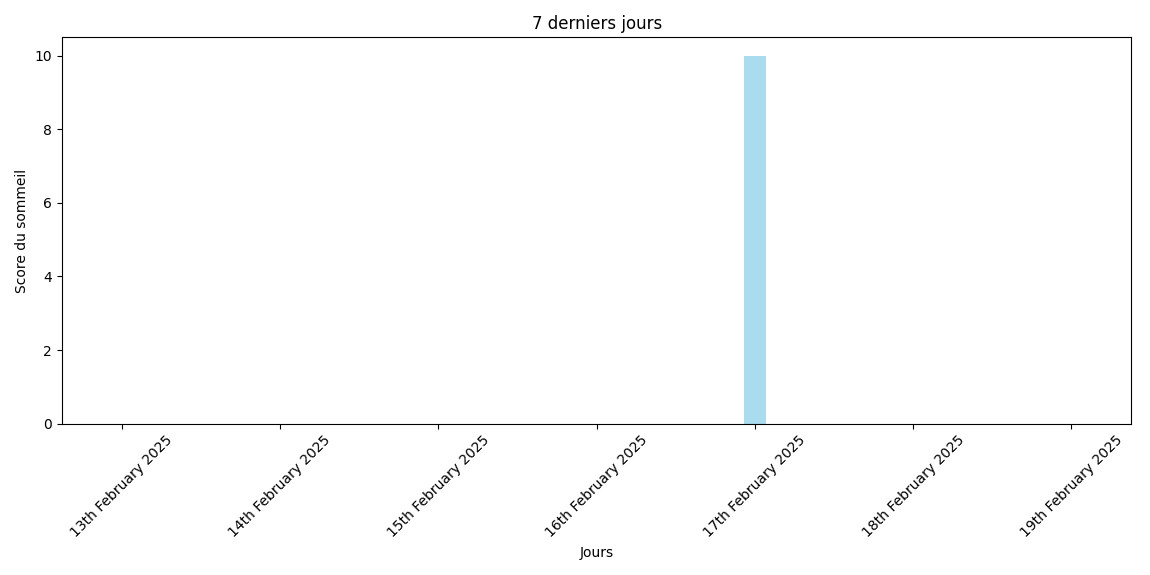 7 derniers jours
10
8
6
4
2
0
Score du sommeil
13th February 2025
14th February 2025
15th February 2025
16th February 2025
17th February 2025
18th February 2025
19th February 2025
Jours